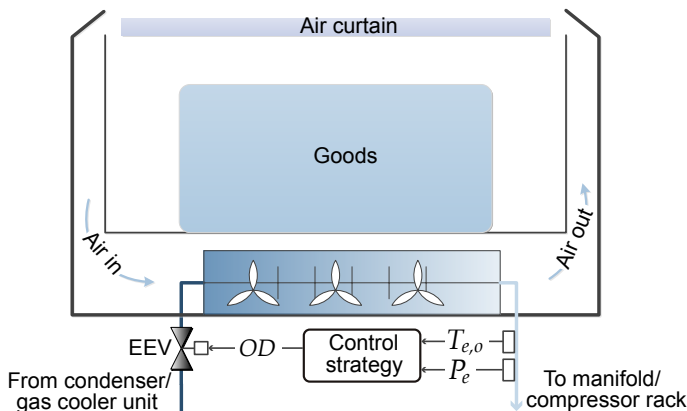 Air curtain
Goods
Air in
Air out
EEV
OD
Control
strategy
T_{e,o}
P_e
From condenser/
gas cooler unit
To manifold/
compressor rack